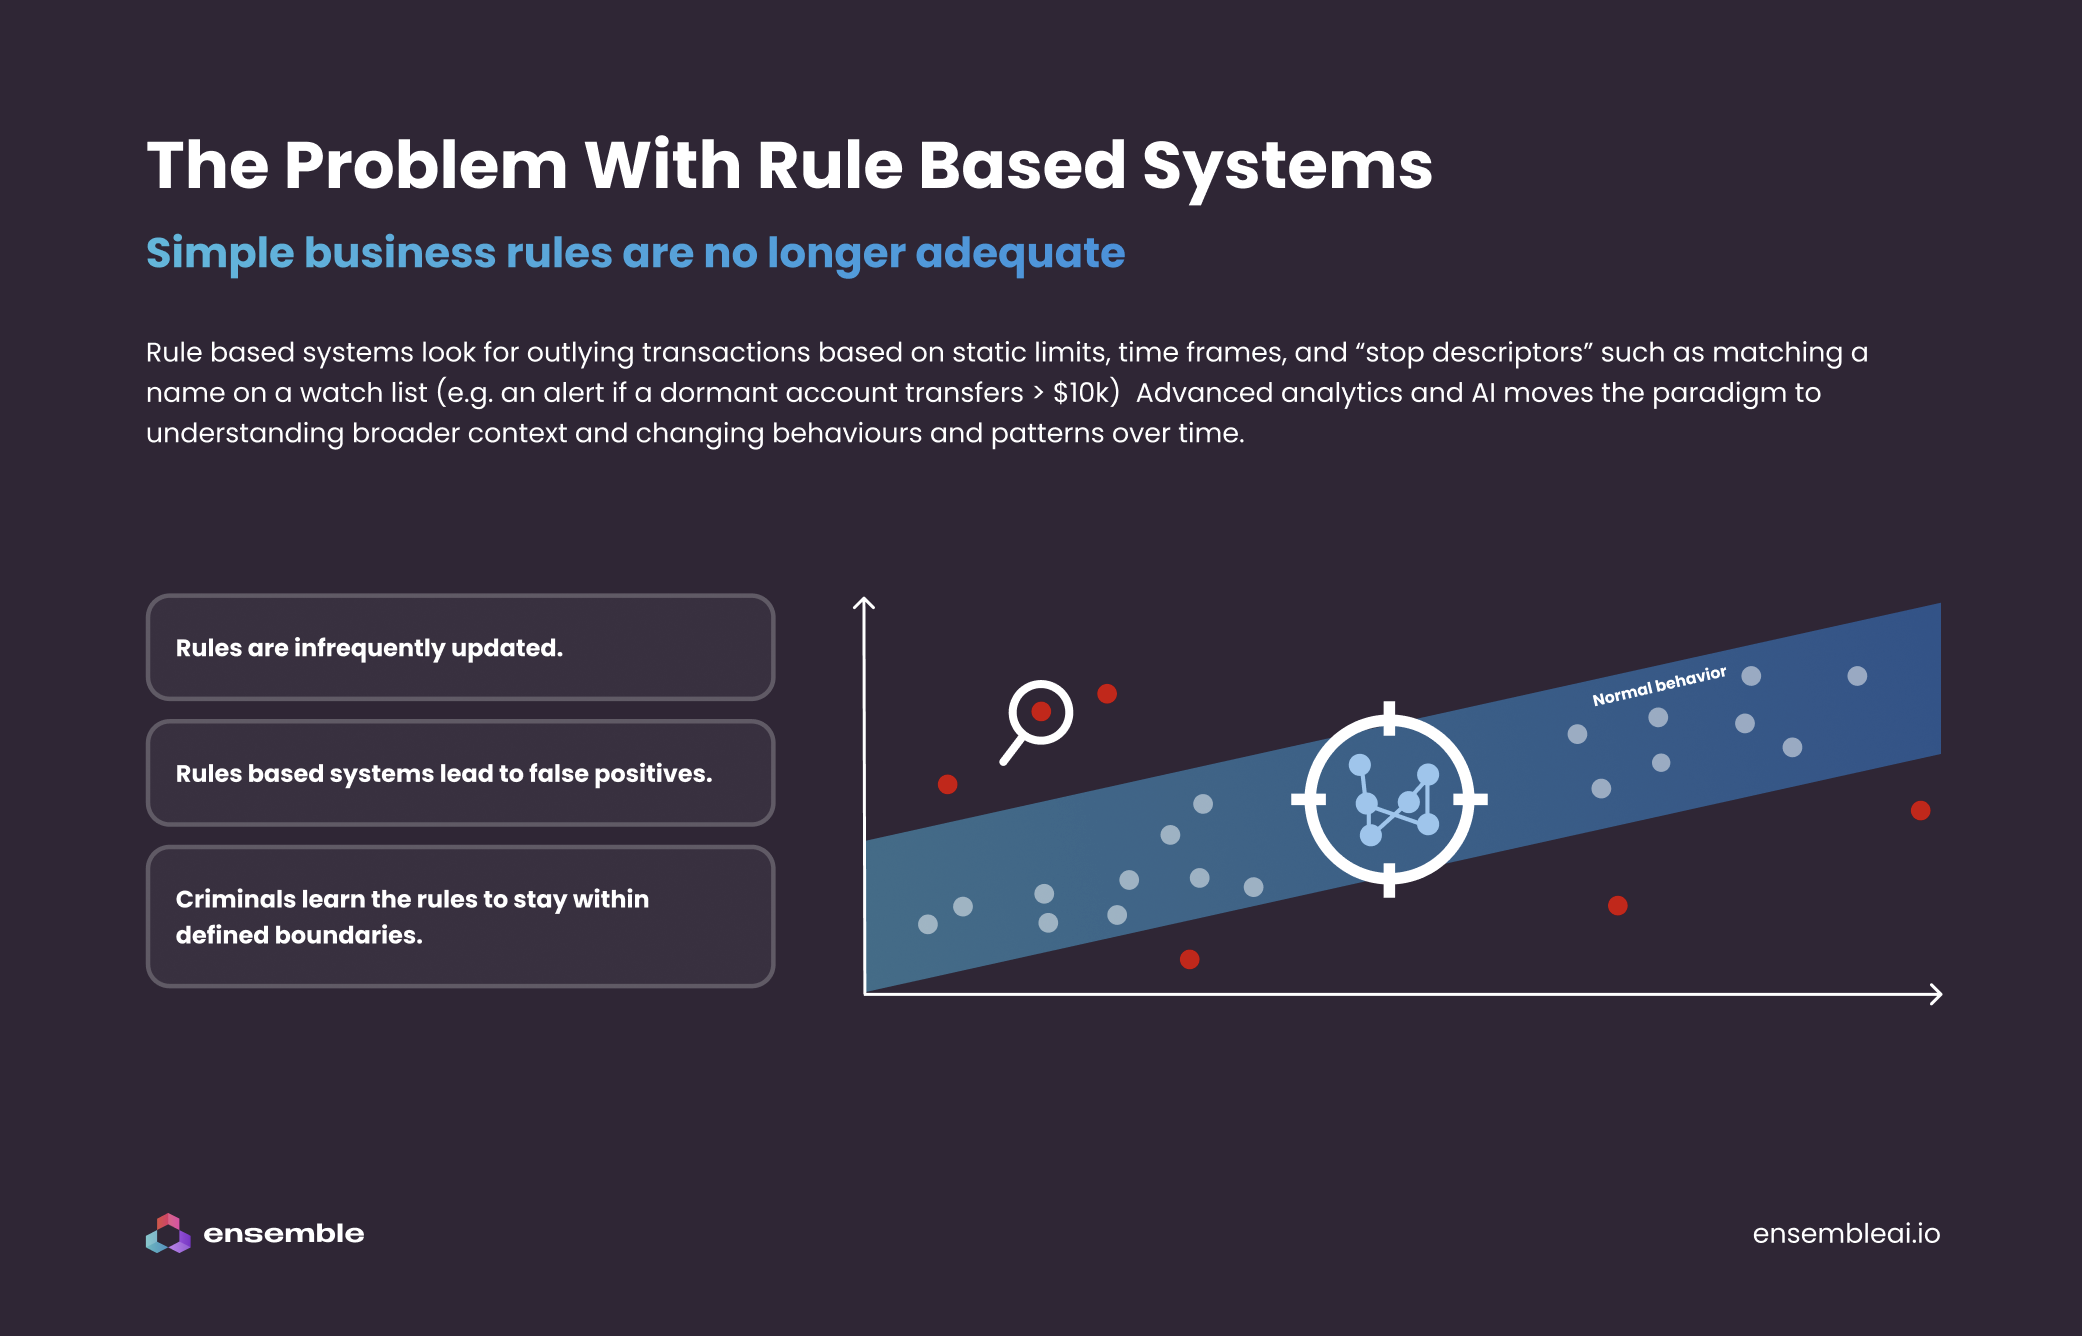 The Problem With Rule Based Systems
Simple business rules are no longer adequate
Rule based systems look for outlying transactions based on static limits, time frames, and “stop descriptors” such as matching a
name on a watch list (e.g. an alert if a dormant account transfers > $10k)  Advanced analytics and AI moves the paradigm to
understanding broader context and changing behaviours and patterns over time.
Rules are infrequently updated.
Rules based systems lead to false positives.
Criminals learn the rules to stay within
defined boundaries.
Normal behavior
ensemble
ensembleai.io